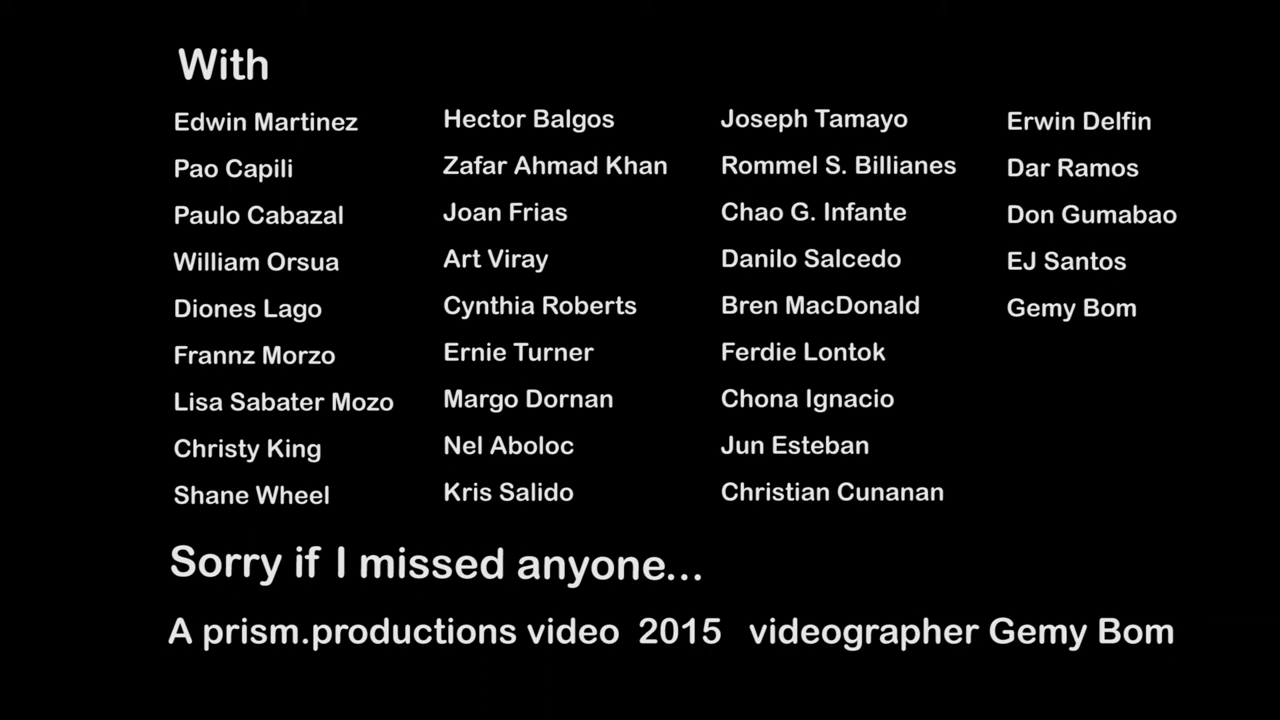 With
Edwin Martinez
Pao Capili
Paulo Cabazal
William Orsua
Diones Lago
Frannz Morzo
Lisa Sabater Mozo
Christy King
Shane Wheel
Hector Balgos
Zafar Ahmad Khan
Joan Frias
Art Viray
Cynthia Roberts
Ernie Turner
Margo Dornan
Nel Aboloc
Kris Salido
Joseph Tamayo
Rommel S. Billianes
Chao G. Infante
Danilo Salcedo
Bren MacDonald
Ferdie Lontok
Chona Ignacio
Jun Esteban
Christian Cunanan
Erwin Delfin
Dar Ramos
Don Gumabao
EJ Santos
Gemy Bom
Sorry if I missed anyone...
A prism.productions video 2015 videographer Gemy Bom